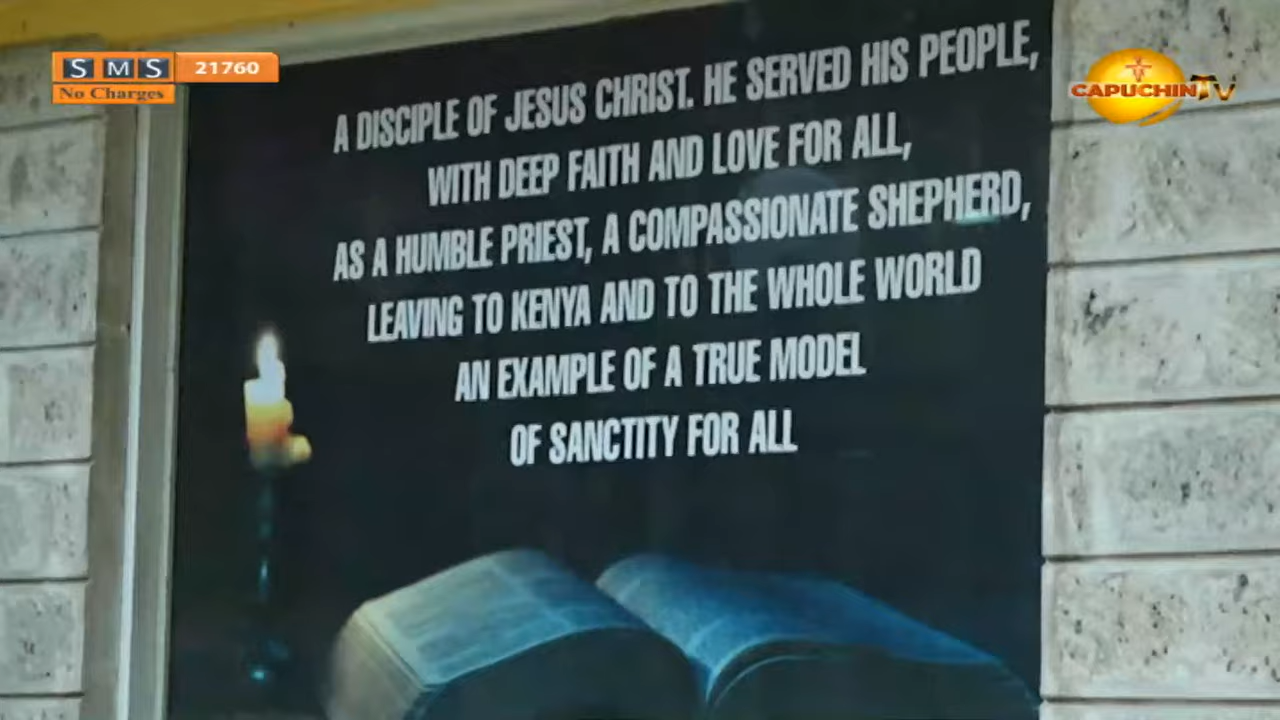 SMS 21760
No Charges
CAPUCHIN TV
A DISCIPLE OF JESUS CHRIST. HE SERVED HIS PEOPLE,
WITH DEEP FAITH AND LOVE FOR ALL,
AS A HUMBLE PRIEST, A COMPASSIONATE SHEPHERD,
LEAVING TO KENYA AND TO THE WHOLE WORLD
AN EXAMPLE OF A TRUE MODEL
OF SANCTITY FOR ALL